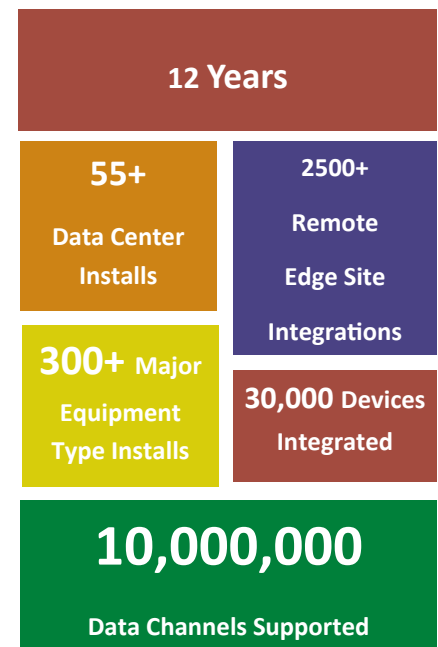 12 Years
55+
Data Center
Installs
2500+
Remote
Edge Site
Integrations
300+ Major
Equipment
Type Installs
30,000 Devices
Integrated
10,000,000
Data Channels Supported